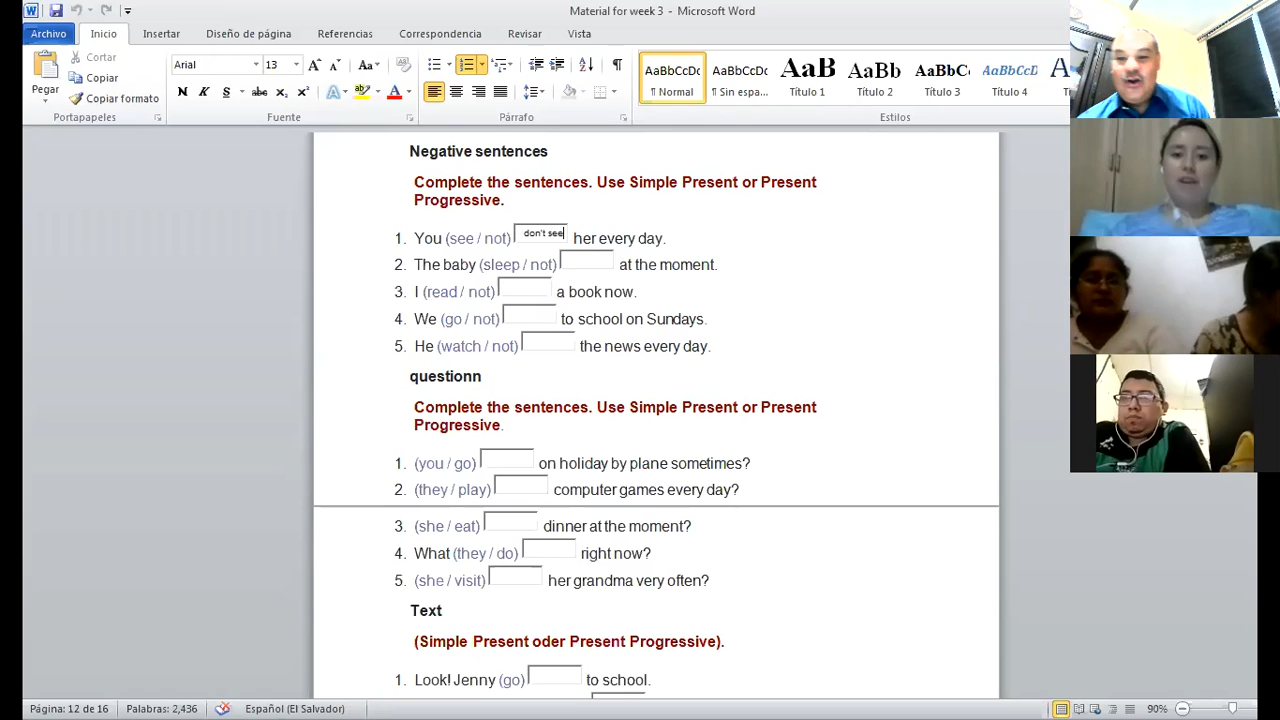 Material for week 3 - Microsoft Word
Archivo Inicio Insertar Diseño de página Referencias Correspondencia Revisar Vista
Cortar
Copiar
Copiar formato
Pegar
Arial 13
AaBbCcDc AaBbCcDc AaB AaBbC AaBbC AaBbCcD
¶ Normal ¶ Sin espa... Título 1 Título 2 Título 3 Título 4
Portapapeles Fuente Párrafo Estilos
Negative sentences
Complete the sentences. Use Simple Present or Present
Progressive.
1. You (see / not) don't see her every day.
2. The baby (sleep / not) at the moment.
3. I (read / not) a book now.
4. We (go / not) to school on Sundays.
5. He (watch / not) the news every day.
questionn
Complete the sentences. Use Simple Present or Present
Progressive.
1. (you / go) on holiday by plane sometimes?
2. (they / play) computer games every day?
3. (she / eat) dinner at the moment?
4. What (they / do) right now?
5. (she / visit) her grandma very often?
Text
(Simple Present oder Present Progressive).
1. Look! Jenny (go) to school.
Página: 12 de 16 Palabras: 2,436 Español (El Salvador) 90%